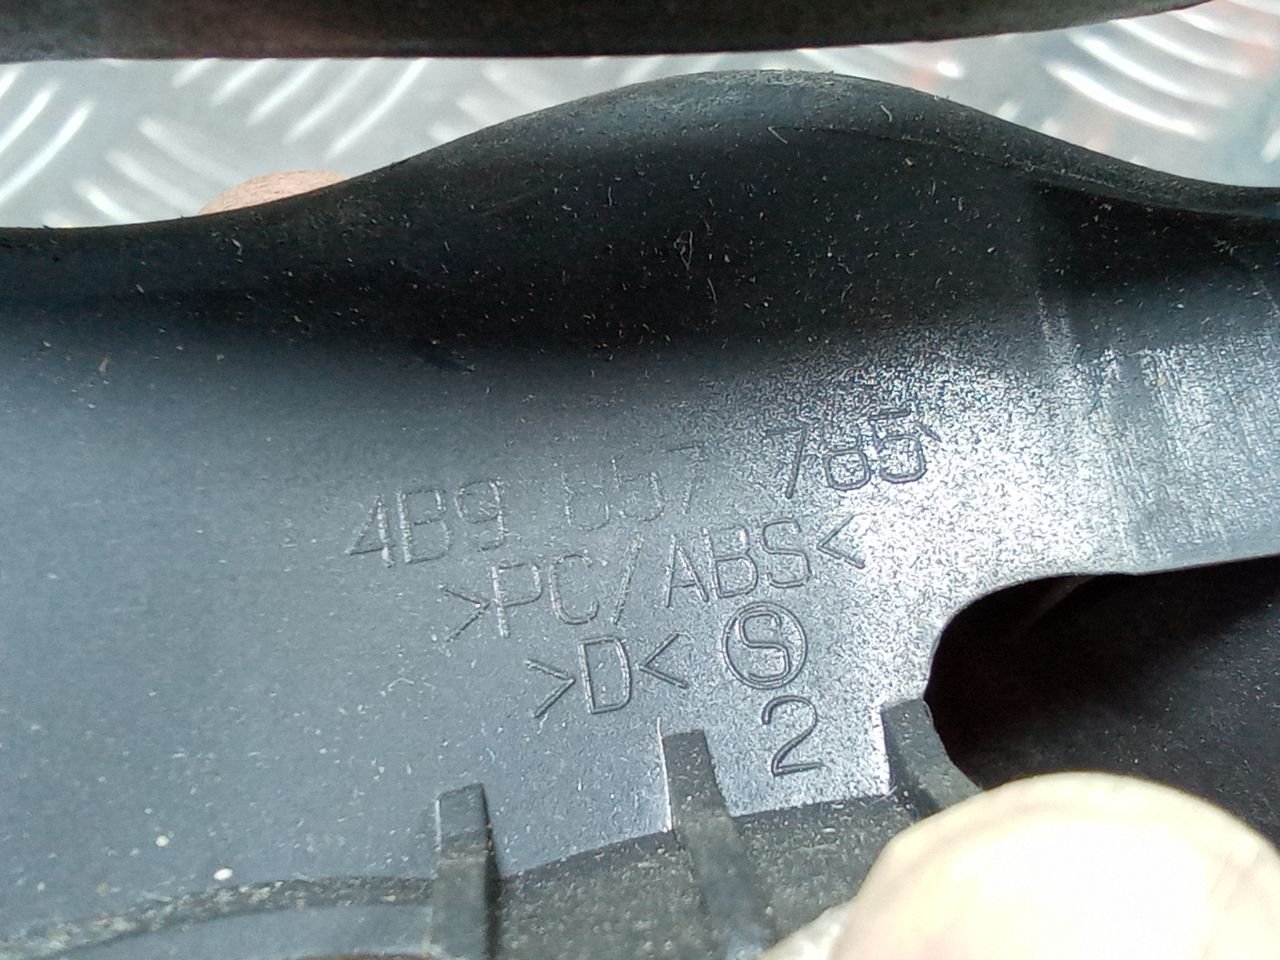 4B9 857 785
>PC/ABS<
>D< Ⓢ
2